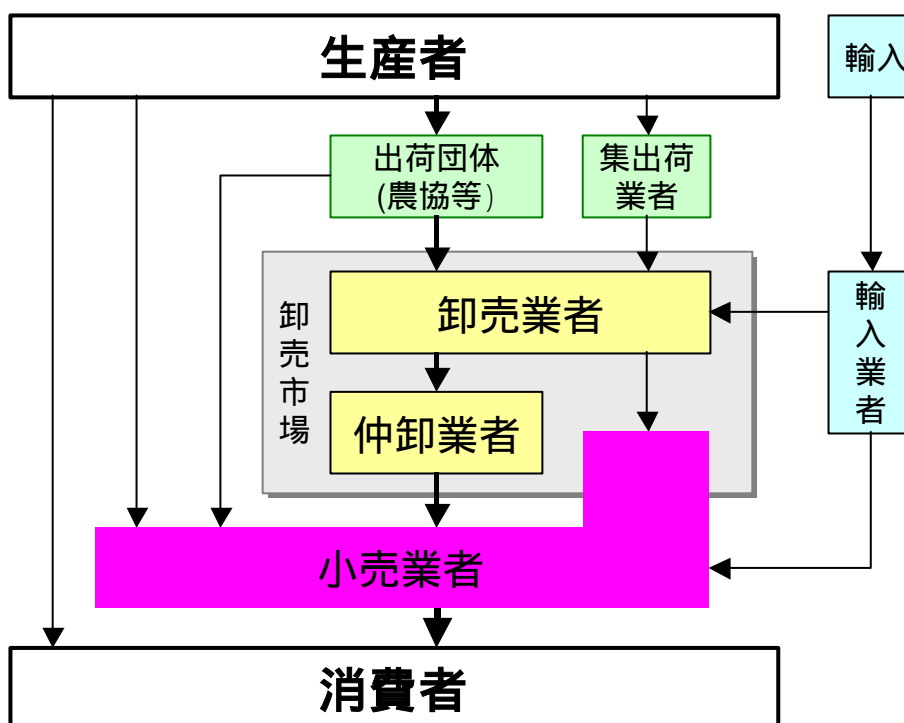 生産者
輸入
出荷団体
(農協等)
集出荷
業者
卸売市場
卸売業者
輸入業者
仲卸業者
小売業者
消費者